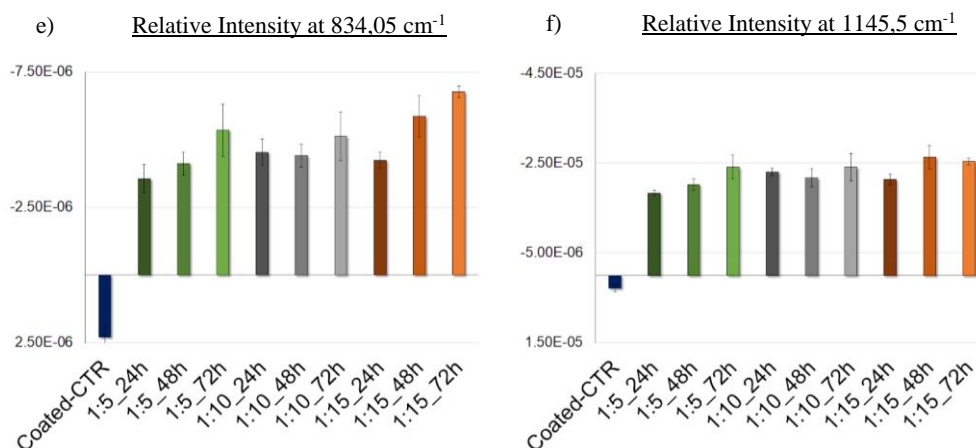 e) Relative Intensity at 834,05 cm-1
-7.50E-06
-2.50E-06
2.50E-06
Coated-CTR
1:5_24h
1:5_48h
1:5_72h
1:10_24h
1:10_48h
1:10_72h
1:15_24h
1:15_48h
1:15_72h
f) Relative Intensity at 1145,5 cm-1
-4.50E-05
-2.50E-05
-5.00E-06
1.50E-05
Coated-CTR
1:5_24h
1:5_48h
1:5_72h
1:10_24h
1:10_48h
1:10_72h
1:15_24h
1:15_48h
1:15_72h